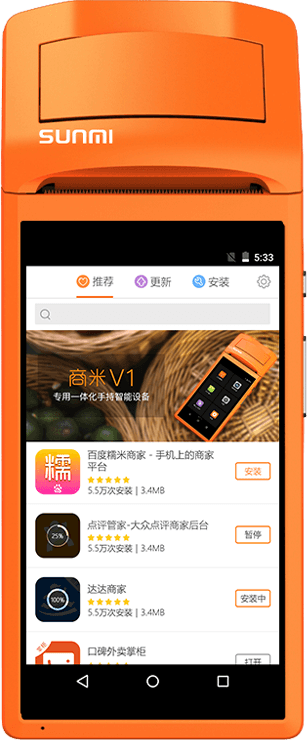 SUNMI
5:33
推荐
更新
安装
商米 V1
专用一体化手持智能设备
百度糯米商家 - 手机上的商家
平台
5.5万次安装 | 3.4MB
安装
糯
25%
点评管家-大众点评商家后台
5.5万次安装 | 3.4MB
暂停
100%
达达商家
5.5万次安装 | 3.4MB
安装中
口碑外卖掌柜
打开